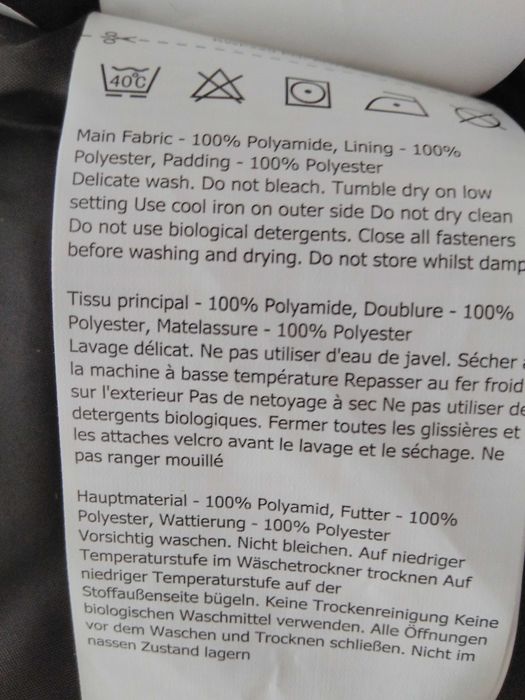 40°C
Main Fabric - 100% Polyamide, Lining - 100%
Polyester, Padding - 100% Polyester
Delicate wash. Do not bleach. Tumble dry on low
setting Use cool iron on outer side Do not dry clean
Do not use biological detergents. Close all fasteners
before washing and drying. Do not store whilst damp
Tissu principal - 100% Polyamide, Doublure - 100%
Polyester, Matelassure - 100% Polyester
Lavage délicat. Ne pas utiliser d'eau de javel. Sécher à
la machine à basse température Repasser au fer froid
sur l'exterieur Pas de netoyage à sec Ne pas utiliser de
detergents biologiques. Fermer toutes les glissières et
les attaches velcro avant le lavage et le séchage. Ne
pas ranger mouillé
Hauptmaterial - 100% Polyamid, Futter - 100%
Polyester, Wattierung - 100% Polyester
Vorsichtig waschen. Nicht bleichen. Auf niedriger
Temperaturstufe im Wäschetrockner trocknen Auf
niedriger Temperaturstufe auf der
Stoffaußenseite bügeln. Keine Trockenreinigung Keine
biologischen Waschmittel verwenden. Alle Öffnungen
vor dem Waschen und Trocknen schließen. Nicht im
nassen Zustand lagern